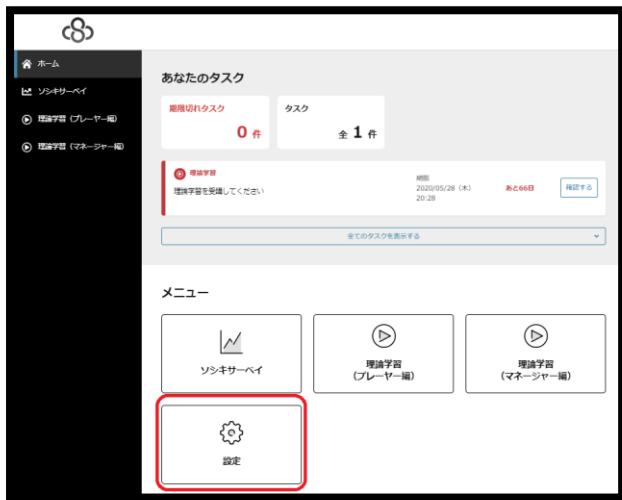 ホーム
ソシキサーベイ
理論学習 (プレーヤー編)
理論学習 (マネージャー編)
あなたのタスク
期限切れタスク
0 件
タスク
全 1 件
理論学習
理論学習を受講してください
期限
2020/05/28 (木)
20:28
あと66日
確認する
全てのタスクを表示する
メニュー
ソシキサーベイ
理論学習
(プレーヤー編)
理論学習
(マネージャー編)
設定